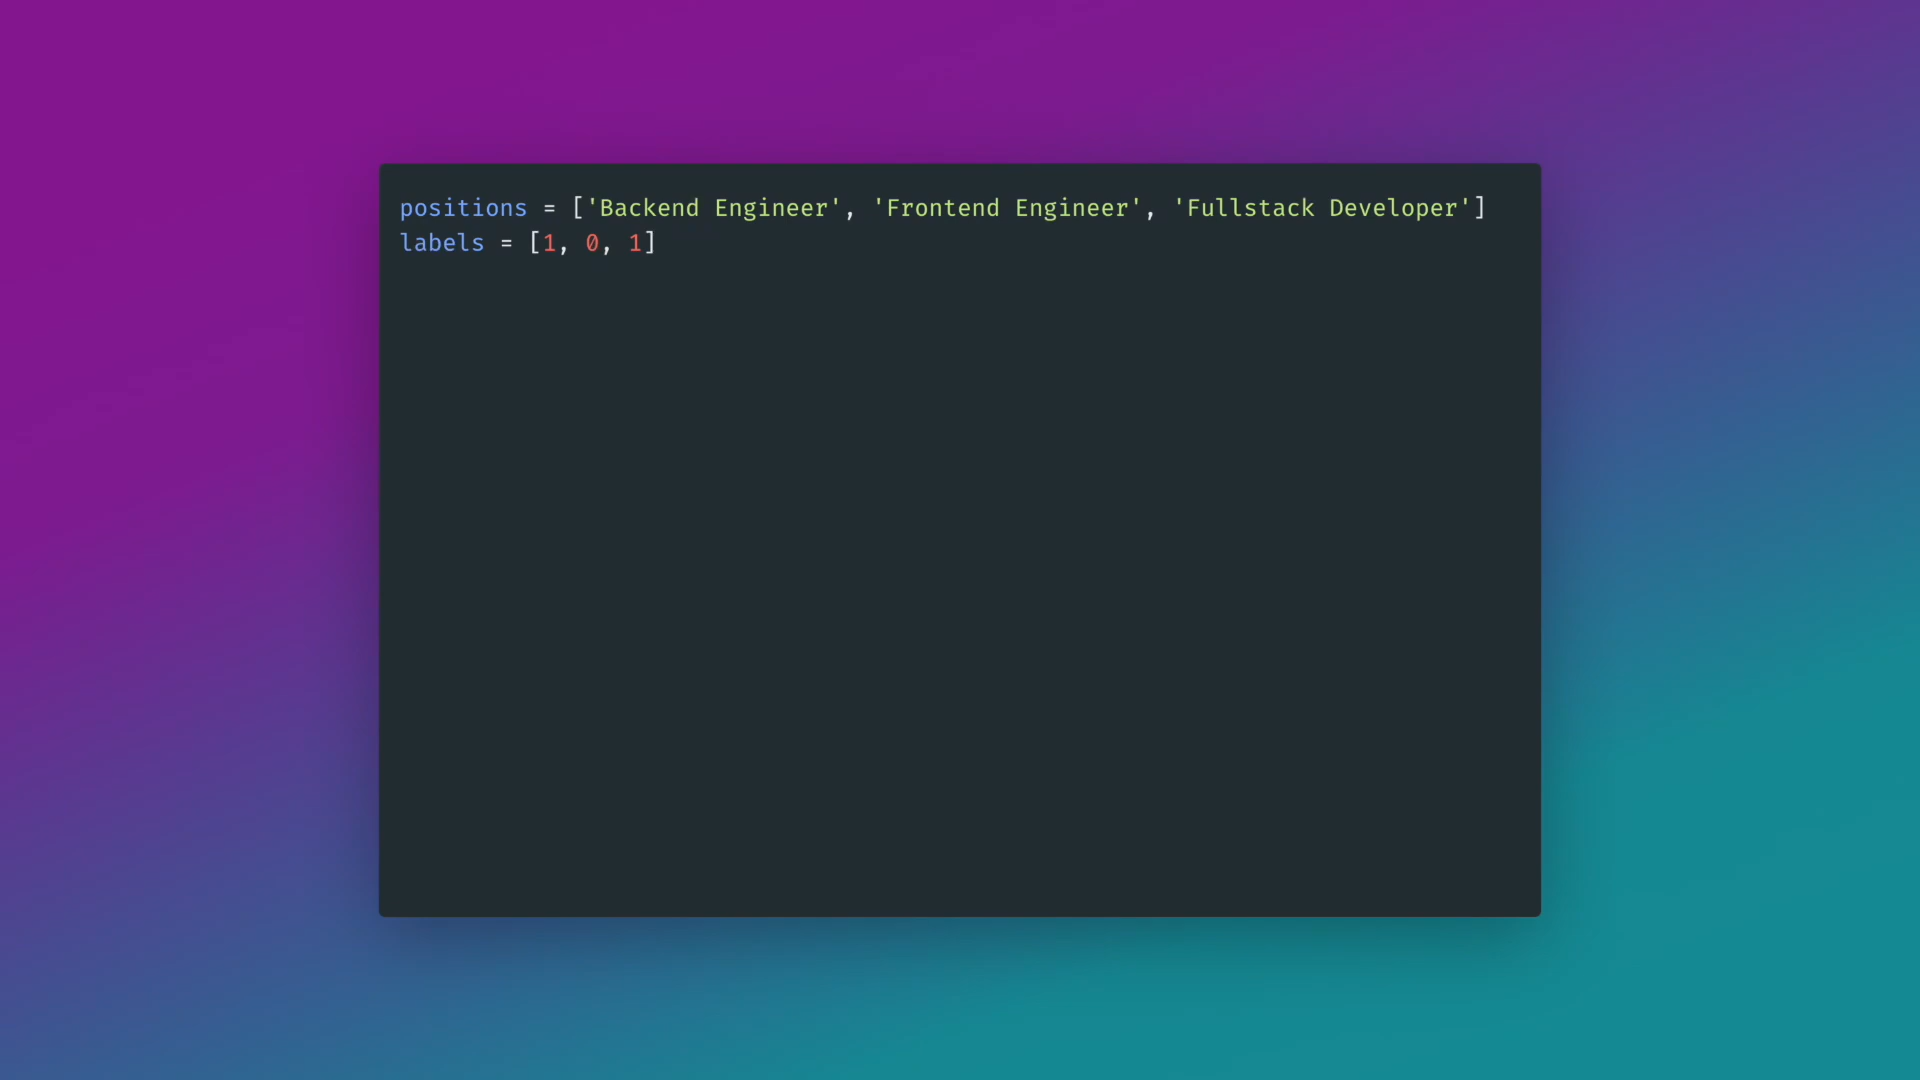 positions = ['Backend Engineer', 'Frontend Engineer', 'Fullstack Developer']
labels = [1, 0, 1]